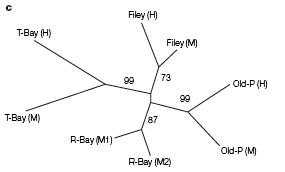 c
Filey (H)
T-Bay (H)
Filey (M)
99
73
99
Old-P (H)
T-Bay (M)
87
R-Bay (M1)
Old-P (M)
R-Bay (M2)